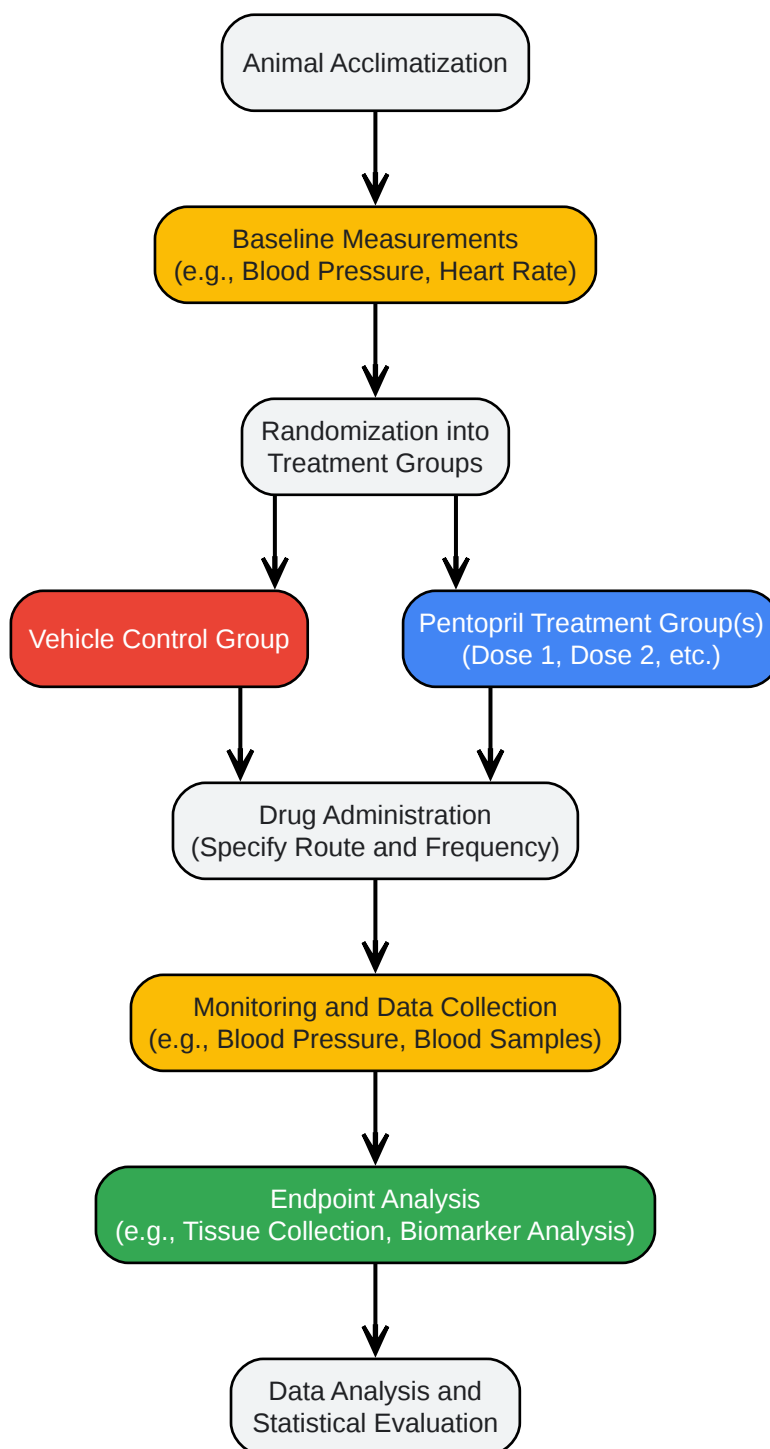 Animal Acclimatization
Baseline Measurements
(e.g., Blood Pressure, Heart Rate)
Randomization into
Treatment Groups
Vehicle Control Group
Pentopril Treatment Group(s)
(Dose 1, Dose 2, etc.)
Drug Administration
(Specify Route and Frequency)
Monitoring and Data Collection
(e.g., Blood Pressure, Blood Samples)
Endpoint Analysis
(e.g., Tissue Collection, Biomarker Analysis)
Data Analysis and
Statistical Evaluation